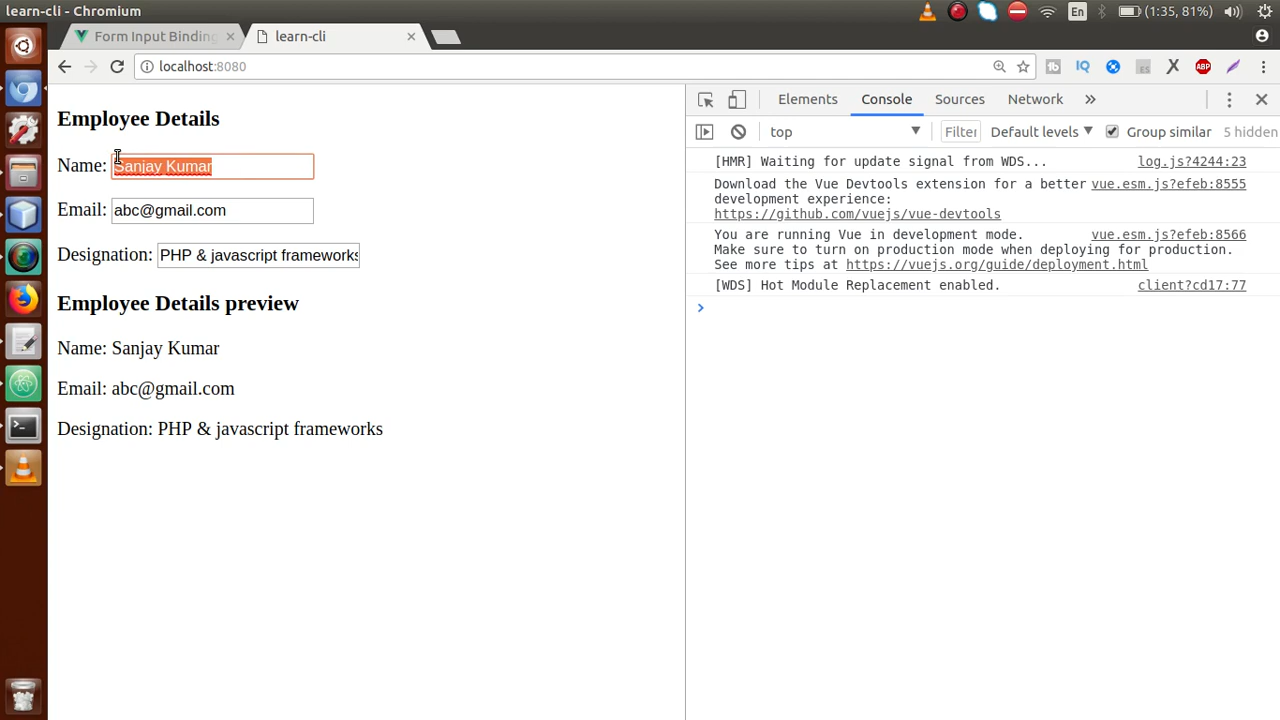 learn-cli - Chromium
En
(1:35, 81%)
Form Input Binding
learn-cli
localhost:8080
Employee Details
Name: Sanjay Kumar
Email: abc@gmail.com
Designation: PHP & javascript frameworks
Employee Details preview
Name: Sanjay Kumar
Email: abc@gmail.com
Designation: PHP & javascript frameworks
Elements Console Sources Network
top Filter Default levels Group similar 5 hidden
[HMR] Waiting for update signal from WDS... log.js?4244:23
Download the Vue Devtools extension for a better vue.esm.js?efeb:8555
development experience:
https://github.com/vuejs/vue-devtools
You are running Vue in development mode. vue.esm.js?efeb:8566
Make sure to turn on production mode when deploying for production.
See more tips at https://vuejs.org/guide/deployment.html
[WDS] Hot Module Replacement enabled. client?cd17:77